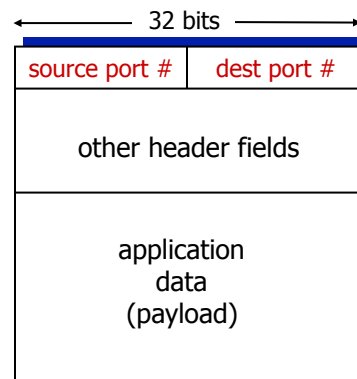 32 bits
source port # dest port #
other header fields
application
data
(payload)